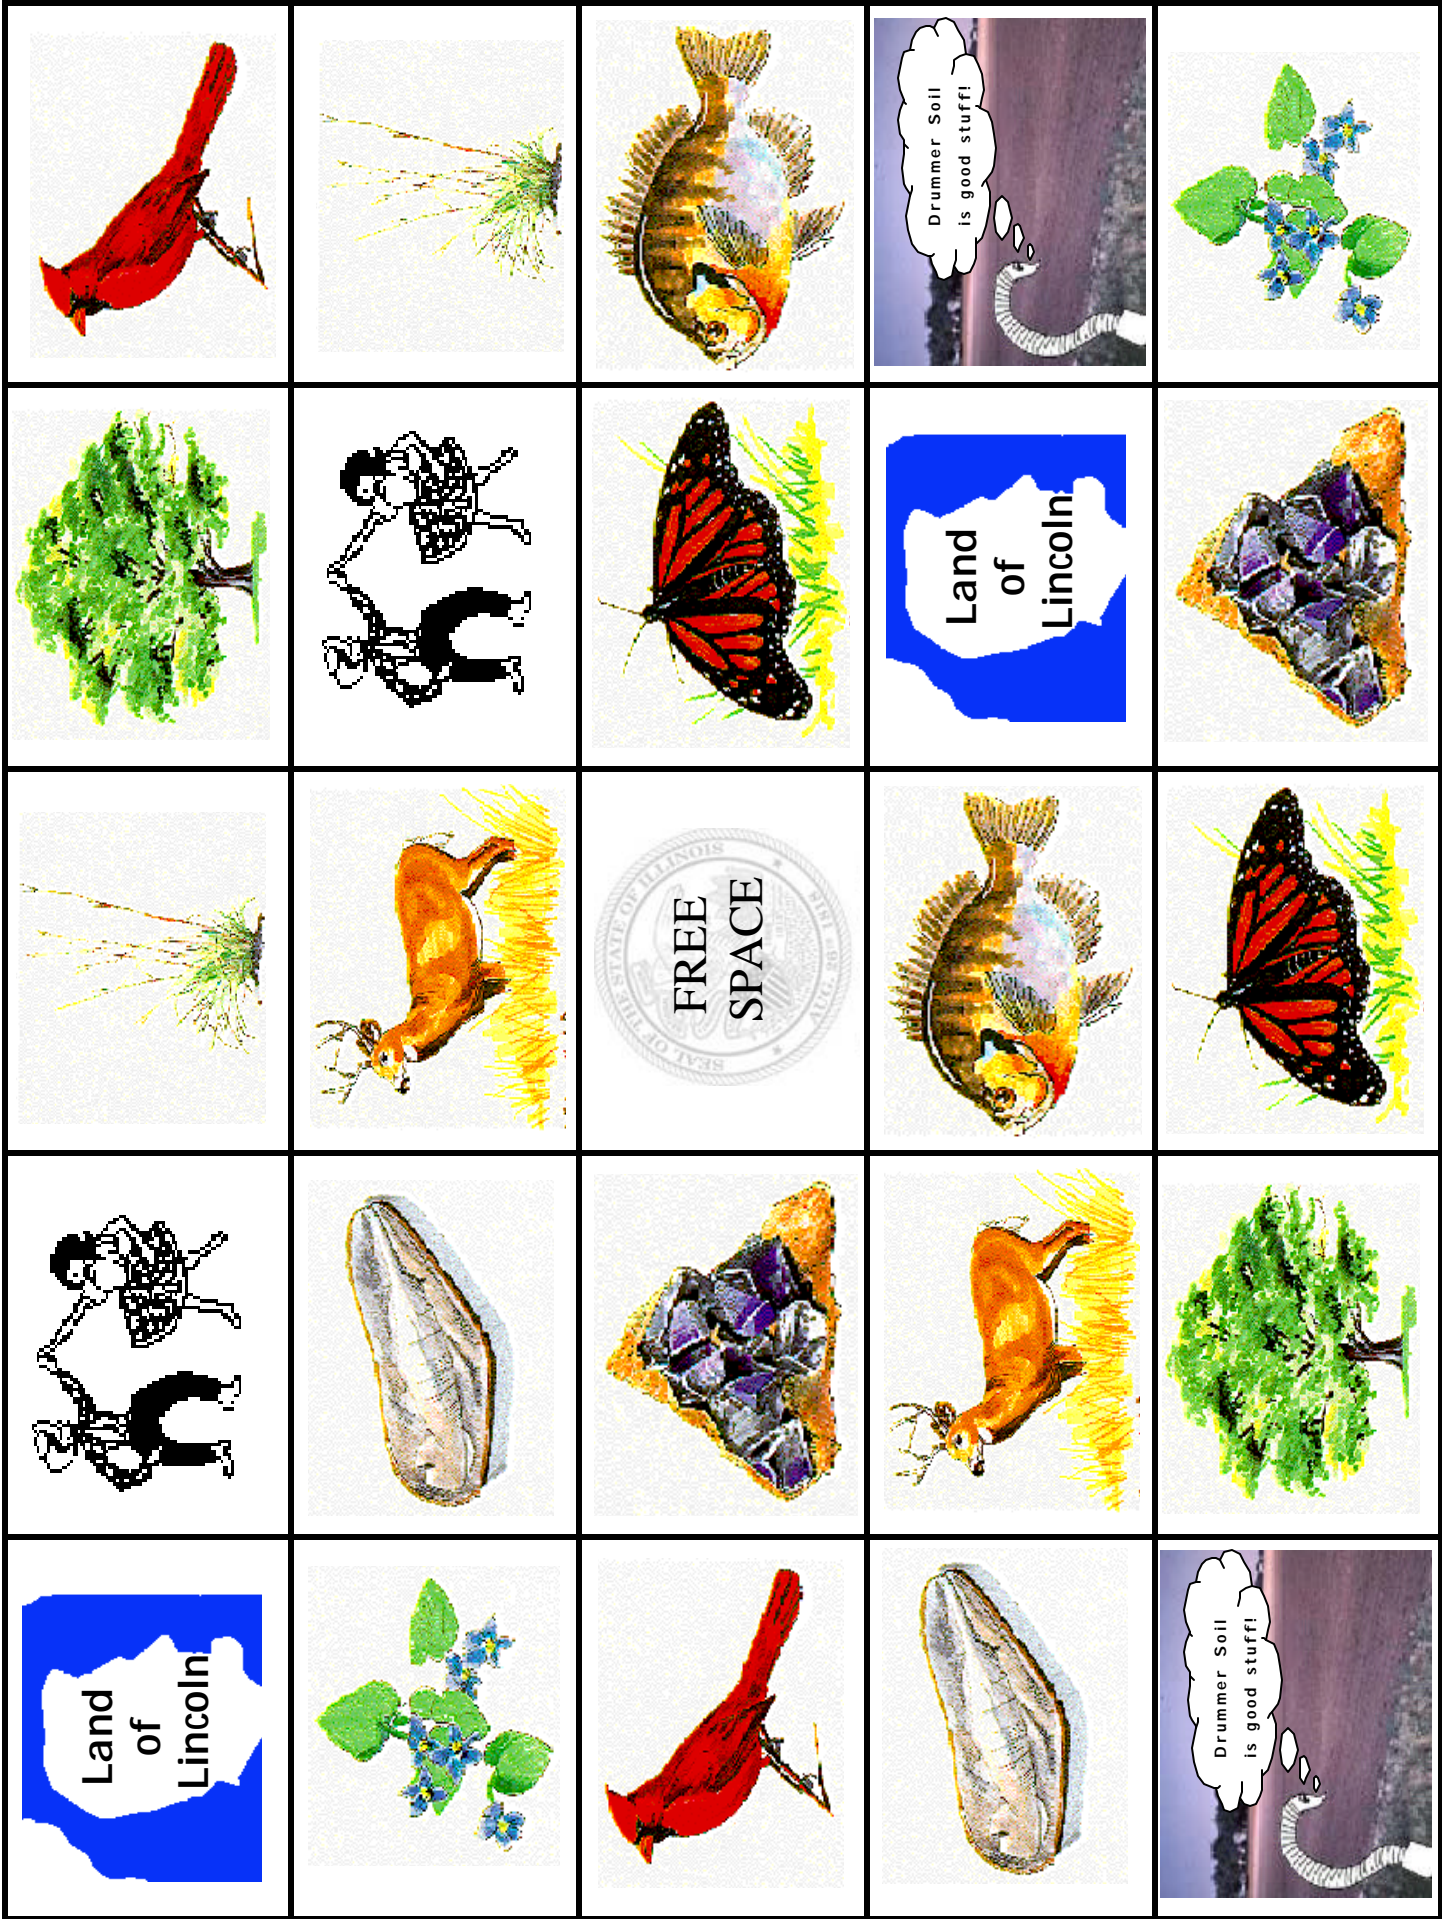 Drummer Soil
is good stuff!
Land
of
Lincoln
SEAL OF THE STATE OF ILLINOIS
FREE
SPACE
Land
of
Lincoln
Drummer Soil
is good stuff!